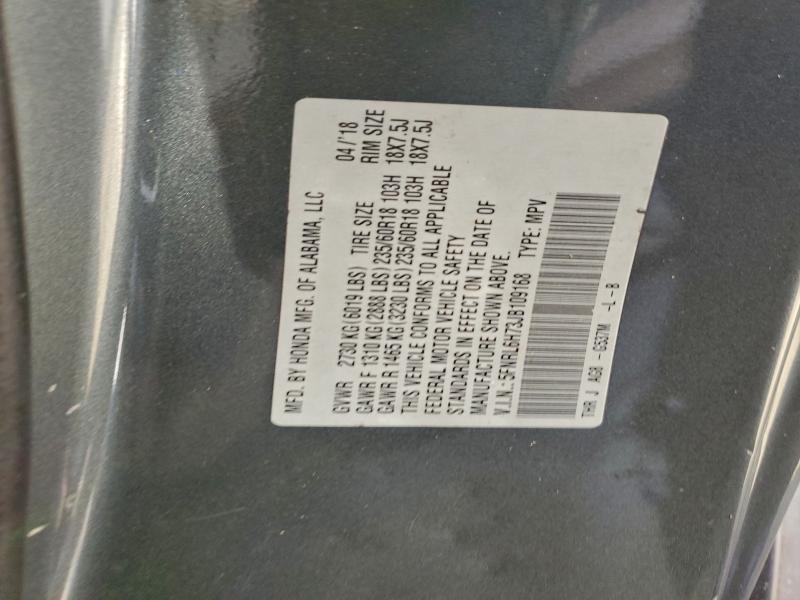 MFD. BY HONDA MFG. OF ALABAMA, LLC
04/'18
GVWR 2730 KG (6019 LBS) TIRE SIZE RIM SIZE
GAWR F 1310 KG (2888 LBS) 235/60R18 103H 18X7.5J
GAWR R 1465 KG (3230 LBS) 235/60R18 103H 18X7.5J
THIS VEHICLE CONFORMS TO ALL APPLICABLE
FEDERAL MOTOR VEHICLE SAFETY
STANDARDS IN EFFECT ON THE DATE OF
MANUFACTURE SHOWN ABOVE.
V.I.N.: 5FNRL6H73JB109168 TYPE: MPV
THR J AG8 - G537M -L - B